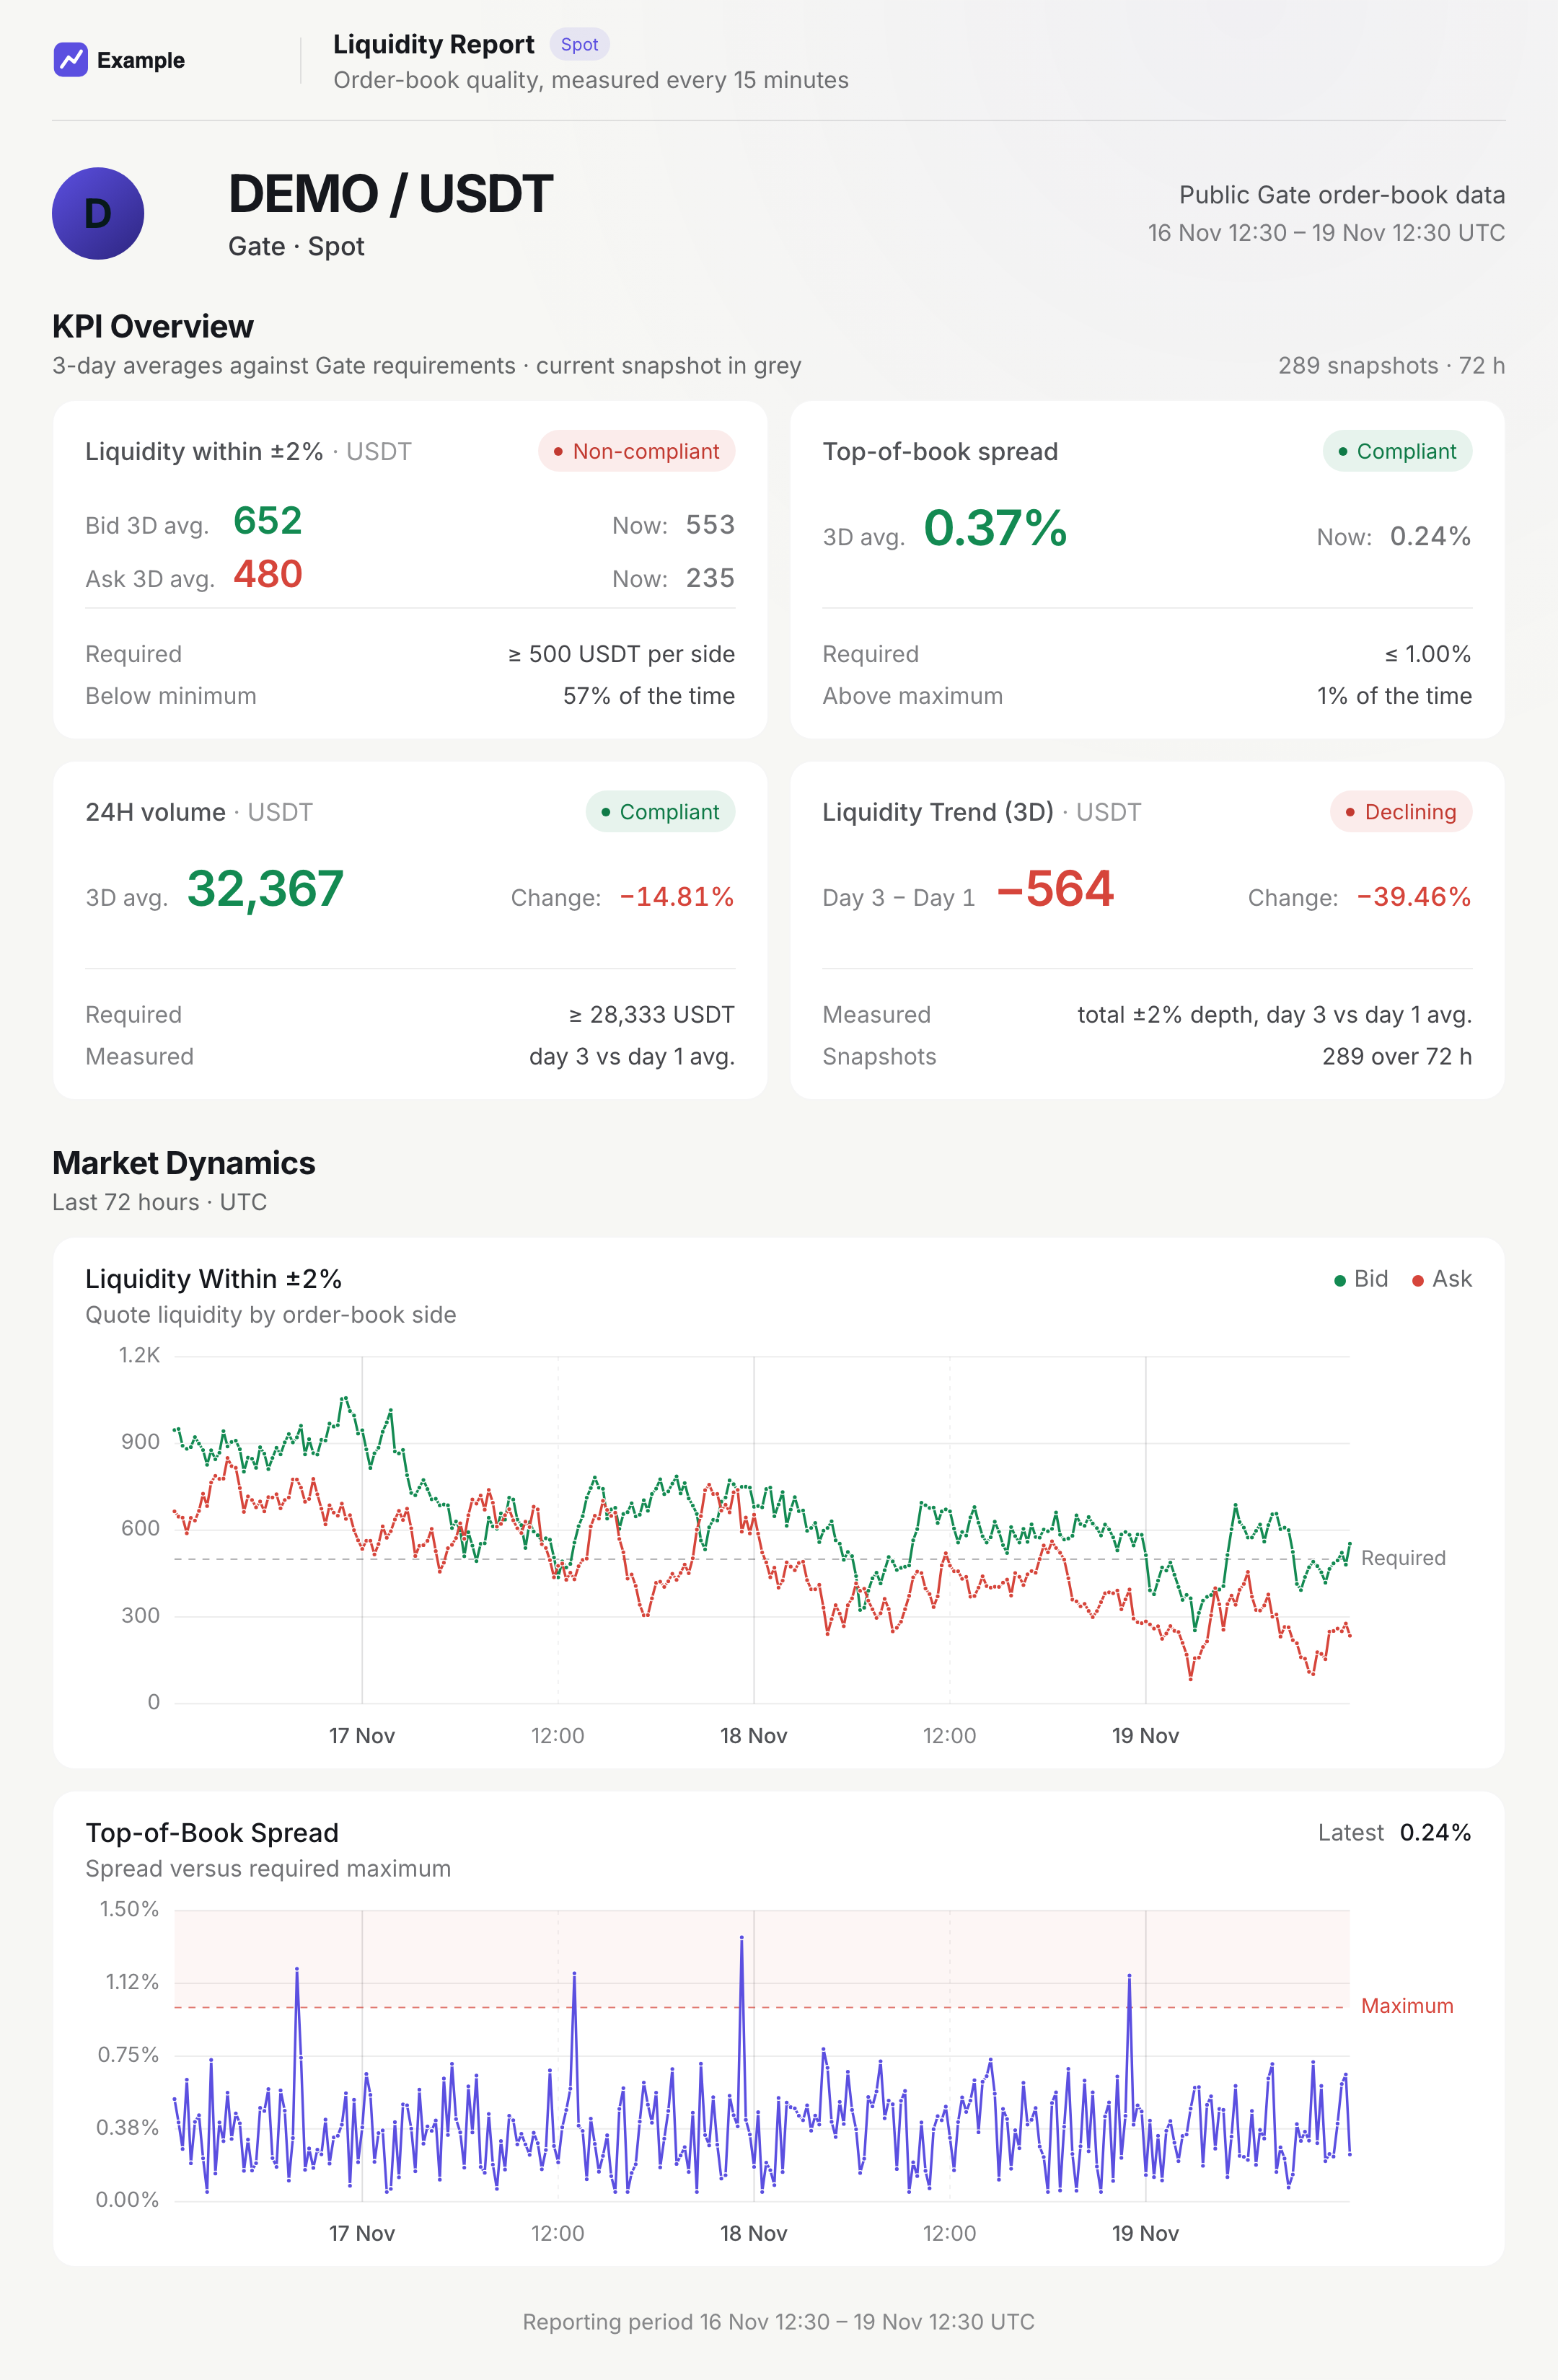 Example
Liquidity Report Spot
Order-book quality, measured every 15 minutes
D
DEMO / USDT
Gate · Spot
Public Gate order-book data
16 Nov 12:30 – 19 Nov 12:30 UTC
KPI Overview
3-day averages against Gate requirements · current snapshot in grey
289 snapshots · 72 h
Liquidity within ±2% · USDT
Non-compliant
Bid 3D avg. 652 Now: 553
Ask 3D avg. 480 Now: 235
Required ≥ 500 USDT per side
Below minimum 57% of the time
Top-of-book spread
Compliant
3D avg. 0.37% Now: 0.24%
Required ≤ 1.00%
Above maximum 1% of the time
24H volume · USDT
Compliant
3D avg. 32,367 Change: −14.81%
Required ≥ 28,333 USDT
Measured day 3 vs day 1 avg.
Liquidity Trend (3D) · USDT
Declining
Day 3 − Day 1 −564 Change: −39.46%
Measured total ±2% depth, day 3 vs day 1 avg.
Snapshots 289 over 72 h
Market Dynamics
Last 72 hours · UTC
Liquidity Within ±2%
Bid Ask
Quote liquidity by order-book side
1.2K
900
600
Required
300
0
17 Nov 12:00 18 Nov 12:00 19 Nov
Top-of-Book Spread
Latest 0.24%
Spread versus required maximum
1.50%
1.12%
Maximum
0.75%
0.38%
0.00%
17 Nov 12:00 18 Nov 12:00 19 Nov
Reporting period 16 Nov 12:30 – 19 Nov 12:30 UTC